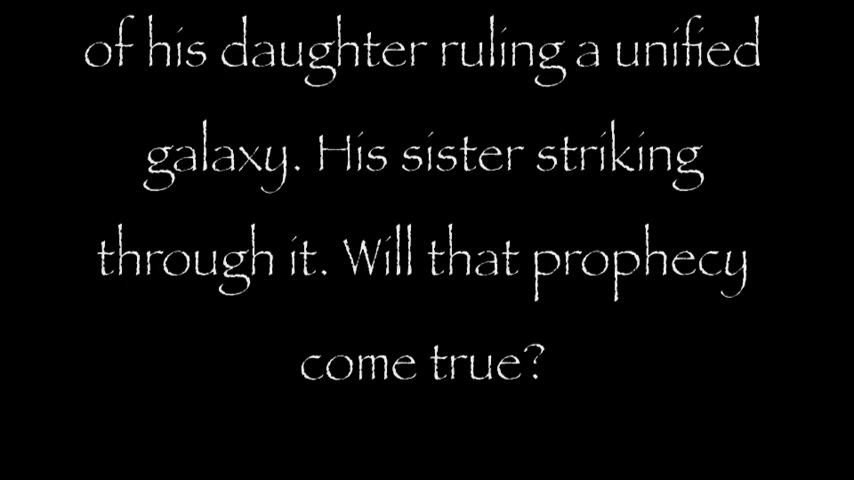 of his daughter ruling a unified
galaxy. His sister striking
through it. Will that prophecy
come true?